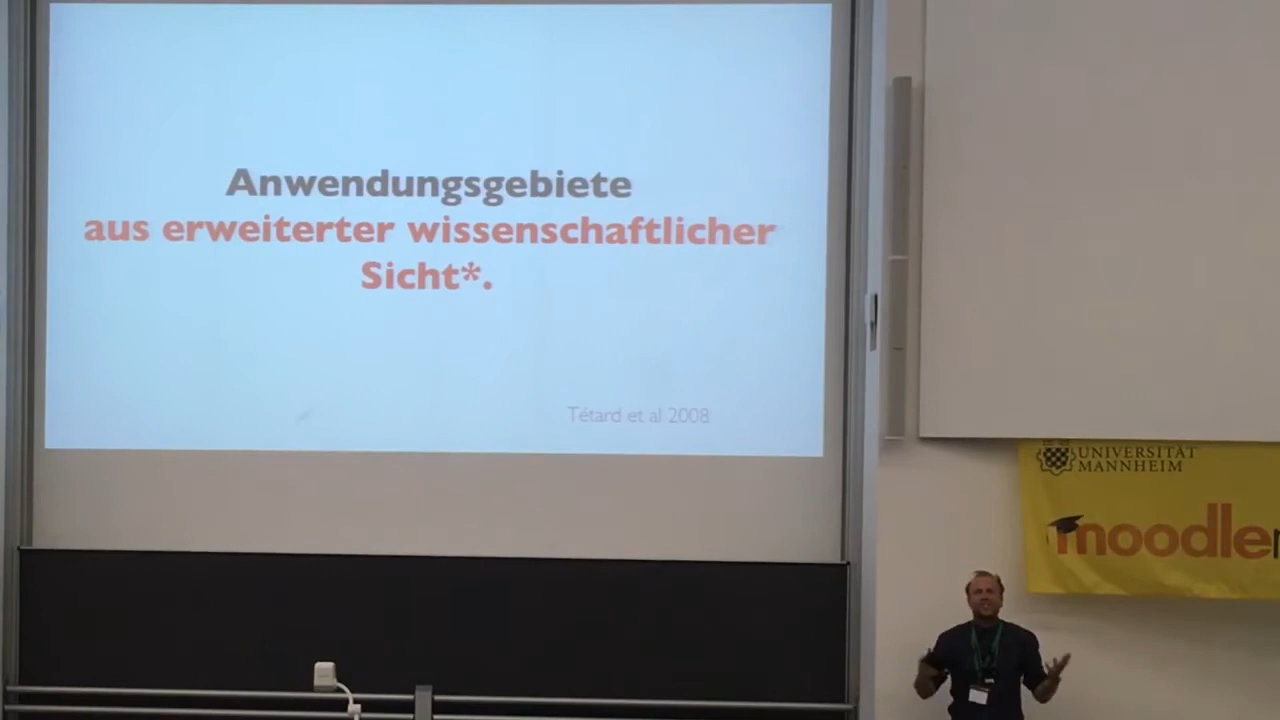 Anwendungsgebiete
aus erweiterter wissenschaftlicher
Sicht*.
Tétard et al 2008
UNIVERSITÄT
MANNHEIM
moodle